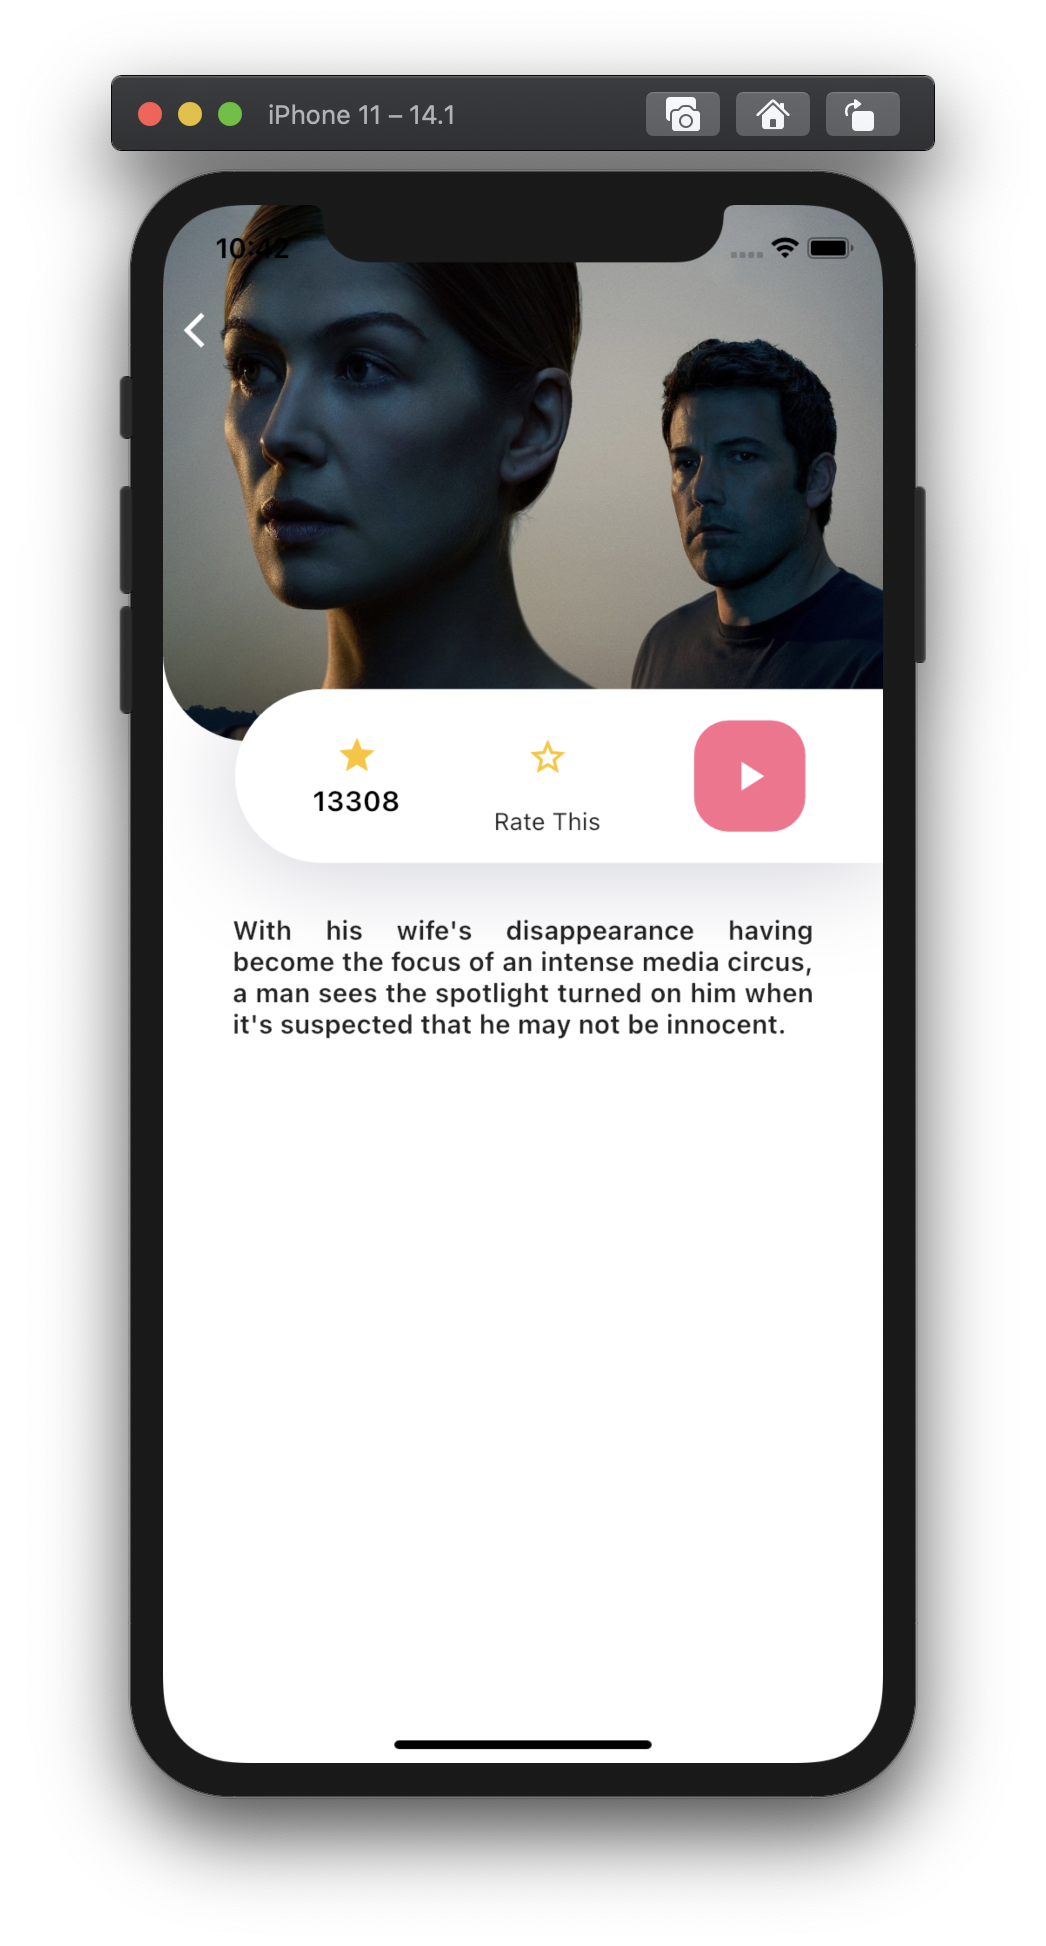 iPhone 11 – 14.1
10:42
13308
Rate This
With his wife's disappearance having
become the focus of an intense media circus,
a man sees the spotlight turned on him when
it's suspected that he may not be innocent.